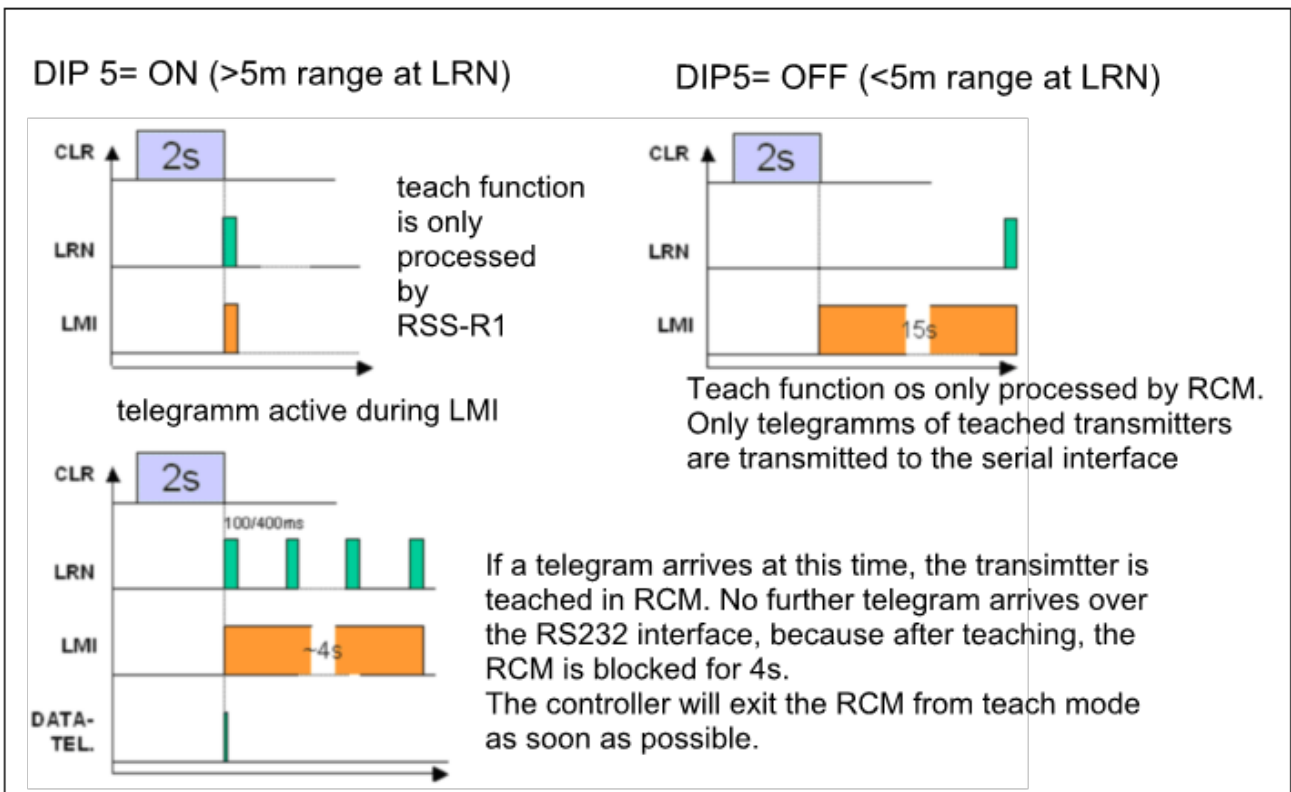 DIP 5= ON (>5m range at LRN)
DIP5= OFF (<5m range at LRN)
CLR
2s
LRN
LMI
teach function
is only
processed
by
RSS-R1
CLR
2s
LRN
LMI
15s
telegramm active during LMI
Teach function os only processed by RCM.
Only telegramms of teached transmitters
are transmitted to the serial interface
CLR
2s
100/400ms
LRN
LMI
~4s
DATA-
TEL.
If a telegram arrives at this time, the transimtter is
teached in RCM. No further telegram arrives over
the RS232 interface, because after teaching, the
RCM is blocked for 4s.
The controller will exit the RCM from teach mode
as soon as possible.